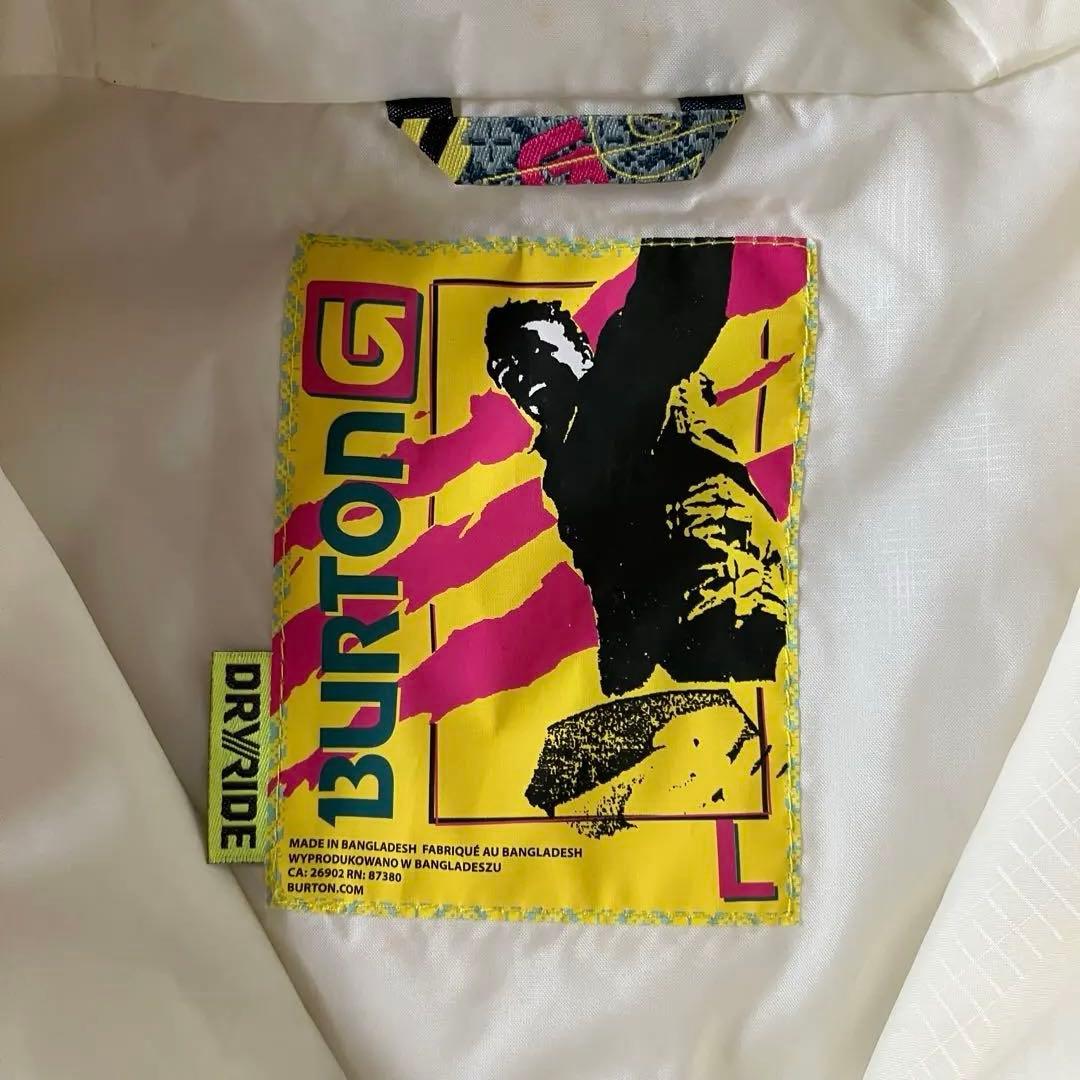 BURTON
DRY//RIDE
MADE IN BANGLADESH FABRIQUÉ AU BANGLADESH
WYPRODUKOWANO W BANGLADESZU
CA: 26902 RN: 87380
BURTON.COM
L